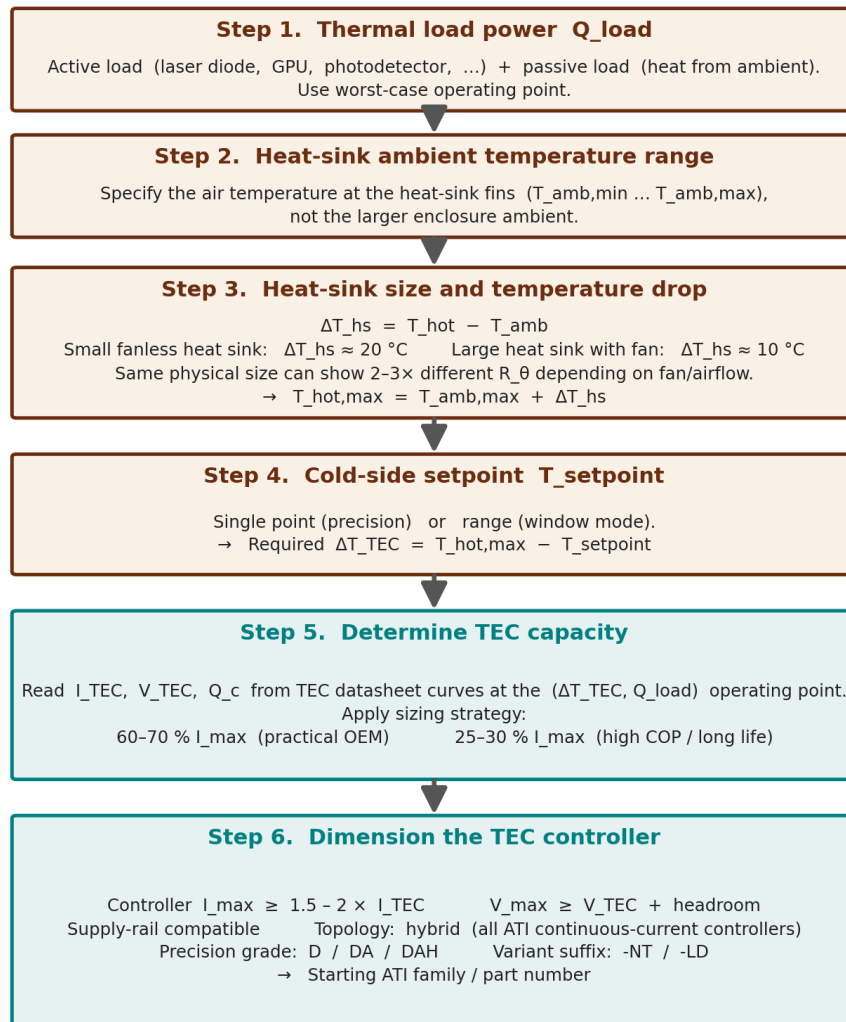 Step 1.  Thermal load power  Q_load
Active load  (laser diode,  GPU,  photodetector,  …)  +  passive load  (heat from ambient).
Use worst-case operating point.
Step 2.  Heat-sink ambient temperature range
Specify the air temperature at the heat-sink fins  (T_amb,min … T_amb,max),
not the larger enclosure ambient.
Step 3.  Heat-sink size and temperature drop
ΔT_hs  =  T_hot  −  T_amb
Small fanless heat sink:   ΔT_hs ≈ 20 °C        Large heat sink with fan:   ΔT_hs ≈ 10 °C
Same physical size can show 2–3× different R_θ depending on fan/airflow.
→   T_hot,max  =  T_amb,max  +  ΔT_hs
Step 4.  Cold-side setpoint  T_setpoint
Single point (precision)   or   range (window mode).
→   Required  ΔT_TEC  =  T_hot,max  −  T_setpoint
Step 5.  Determine TEC capacity
Read  I_TEC,  V_TEC,  Q_c  from TEC datasheet curves at the  (ΔT_TEC, Q_load)  operating point.
Apply sizing strategy:
60–70 % I_max  (practical OEM)            25–30 % I_max  (high COP / long life)
Step 6.  Dimension the TEC controller
Controller  I_max  ≥  1.5 – 2 ×  I_TEC            V_max  ≥  V_TEC  +  headroom
Supply-rail compatible          Topology:  hybrid  (all ATI continuous-current controllers)
Precision grade:  D  /  DA  /  DAH          Variant suffix:  -NT  /  -LD
→   Starting ATI family / part number